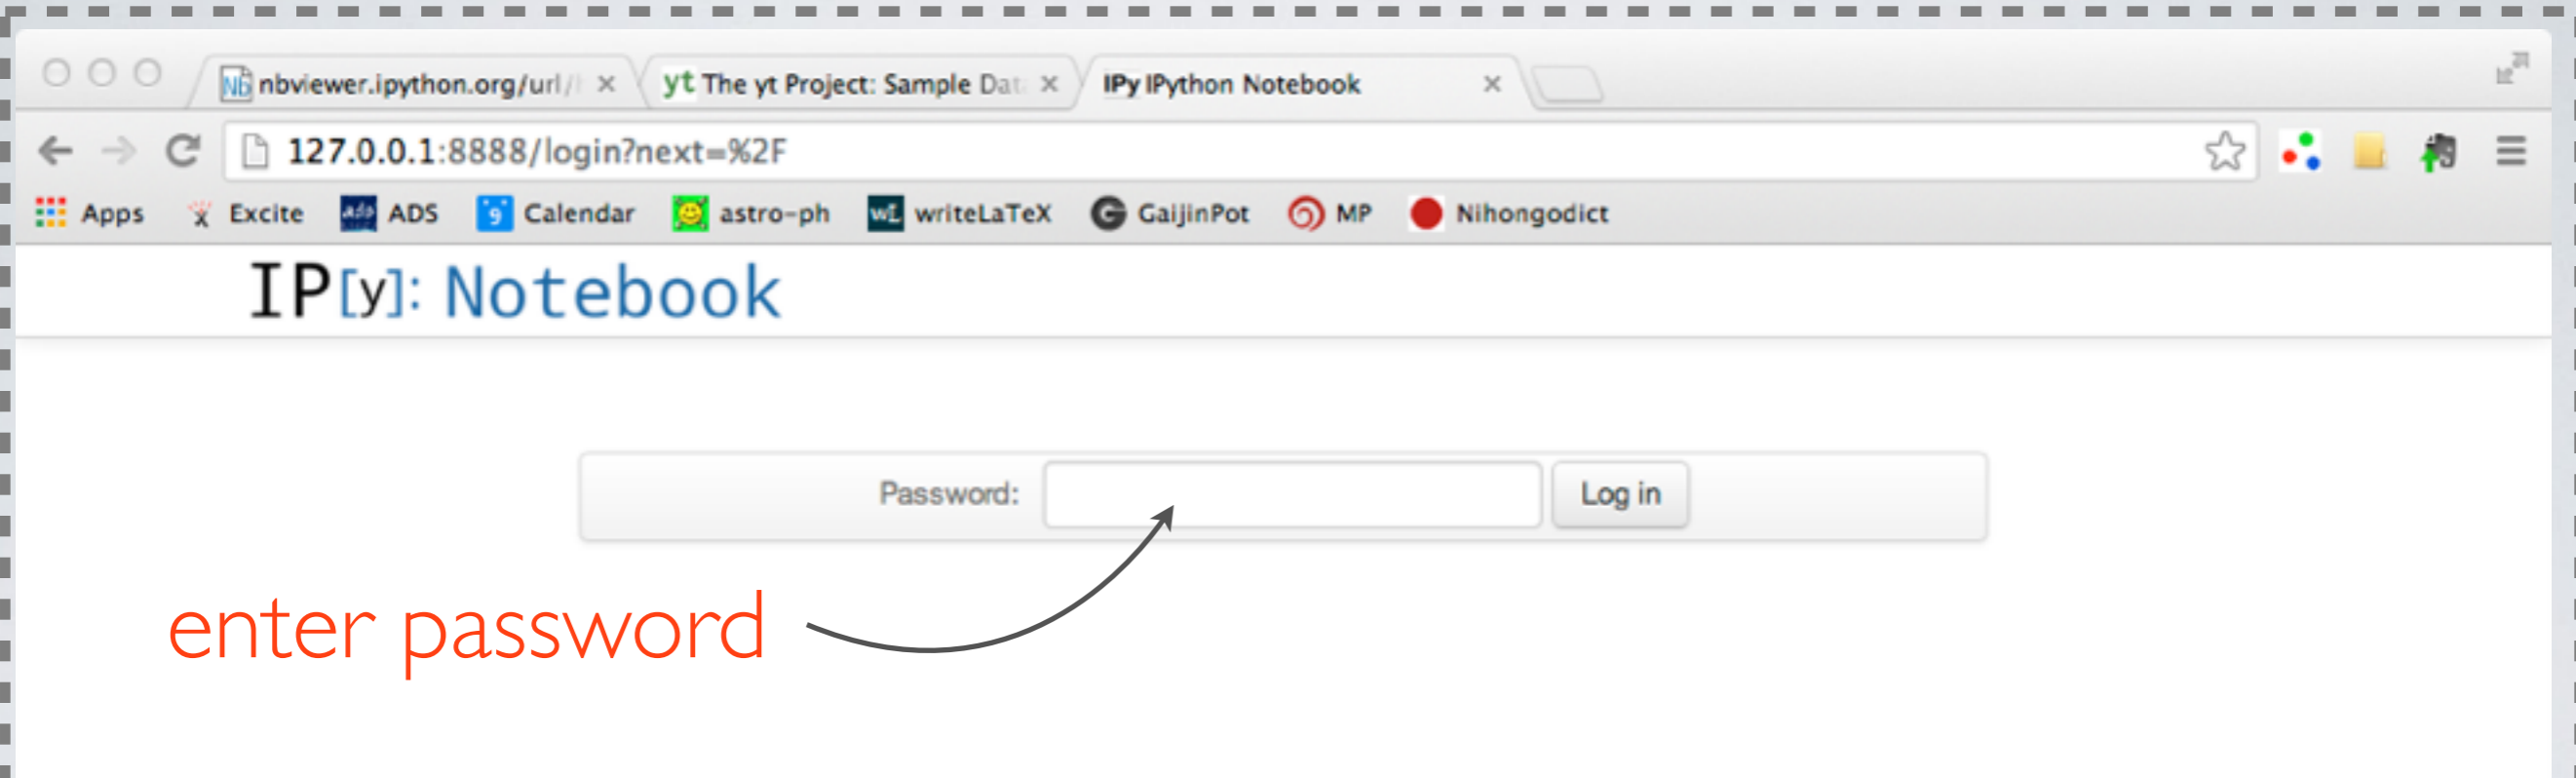 nbviewer.ipython.org/url/ yt The yt Project: Sample Dat IPy IPython Notebook
127.0.0.1:8888/login?next=%2F
Apps Excite ADS Calendar astro-ph wL writeLaTeX GaijinPot MP Nihongodict
IP[y]: Notebook
Password: Log in
enter password